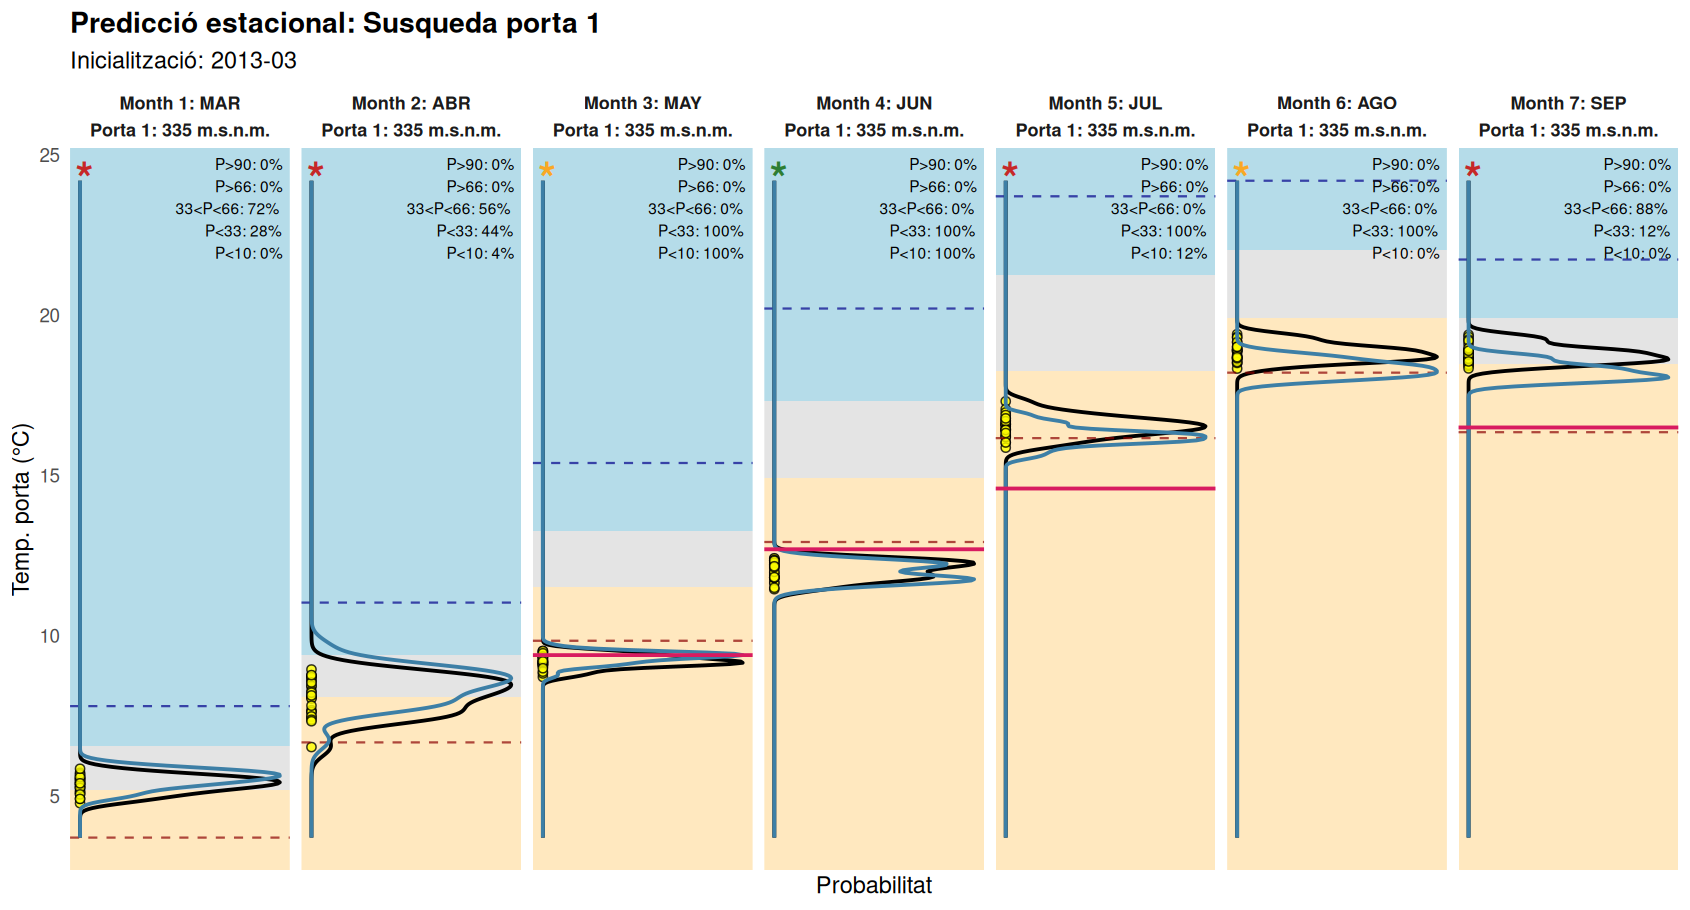 Predicció estacional: Susqueda porta 1
Inicialització: 2013-03
Month 1: MAR
Porta 1: 335 m.s.n.m.
Month 2: ABR
Porta 1: 335 m.s.n.m.
Month 3: MAY
Porta 1: 335 m.s.n.m.
Month 4: JUN
Porta 1: 335 m.s.n.m.
Month 5: JUL
Porta 1: 335 m.s.n.m.
Month 6: AGO
Porta 1: 335 m.s.n.m.
Month 7: SEP
Porta 1: 335 m.s.n.m.
Temp. porta (°C)
25
20
15
10
5
*
P>90: 0%
P>66: 0%
33<P<66: 72%
P<33: 28%
P<10: 0%
*
P>90: 0%
P>66: 0%
33<P<66: 56%
P<33: 44%
P<10: 4%
*
P>90: 0%
P>66: 0%
33<P<66: 0%
P<33: 100%
P<10: 100%
*
P>90: 0%
P>66: 0%
33<P<66: 0%
P<33: 100%
P<10: 100%
*
P>90: 0%
P>66: 0%
33<P<66: 0%
P<33: 100%
P<10: 12%
*
P>90: 0%
P>66: 0%
33<P<66: 0%
P<33: 100%
P<10: 0%
*
P>90: 0%
P>66: 0%
33<P<66: 88%
P<33: 12%
P<10: 0%
Probabilitat